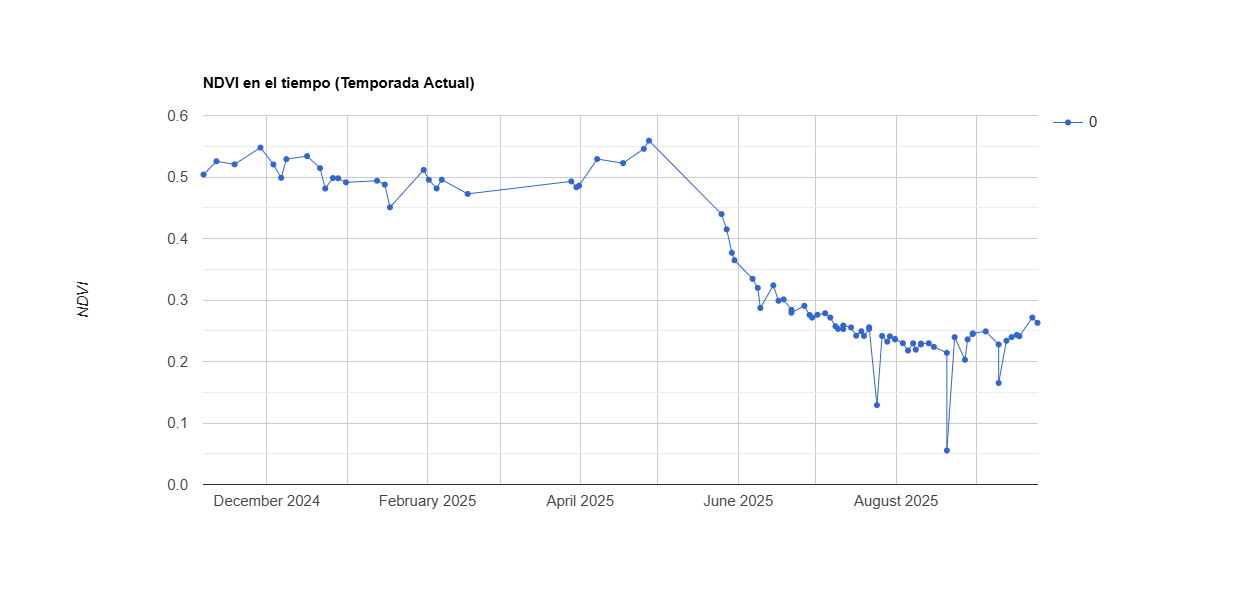 NDVI en el tiempo (Temporada Actual)
0.6
0
0.5
0.4
0.3
NDVI
0.2
0.1
0.0
December 2024 February 2025 April 2025 June 2025 August 2025